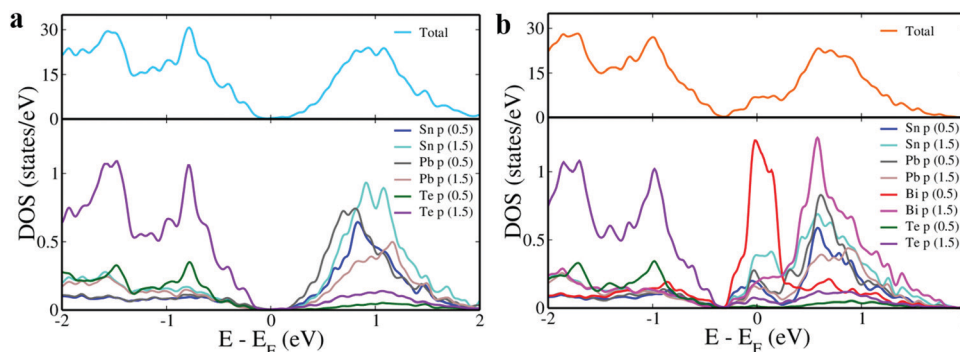 a
30
15
0
Total
DOS (states/eV)
1
0.5
0
Sn p (0.5)
Sn p (1.5)
Pb p (0.5)
Pb p (1.5)
Te p (0.5)
Te p (1.5)
-2 -1 0 1 2
E - E_F (eV)
b
30
15
0
Total
DOS (states/eV)
1
0.5
0
Sn p (0.5)
Sn p (1.5)
Pb p (0.5)
Pb p (1.5)
Bi p (0.5)
Bi p (1.5)
Te p (0.5)
Te p (1.5)
-2 -1 0 1
E - E_F (eV)